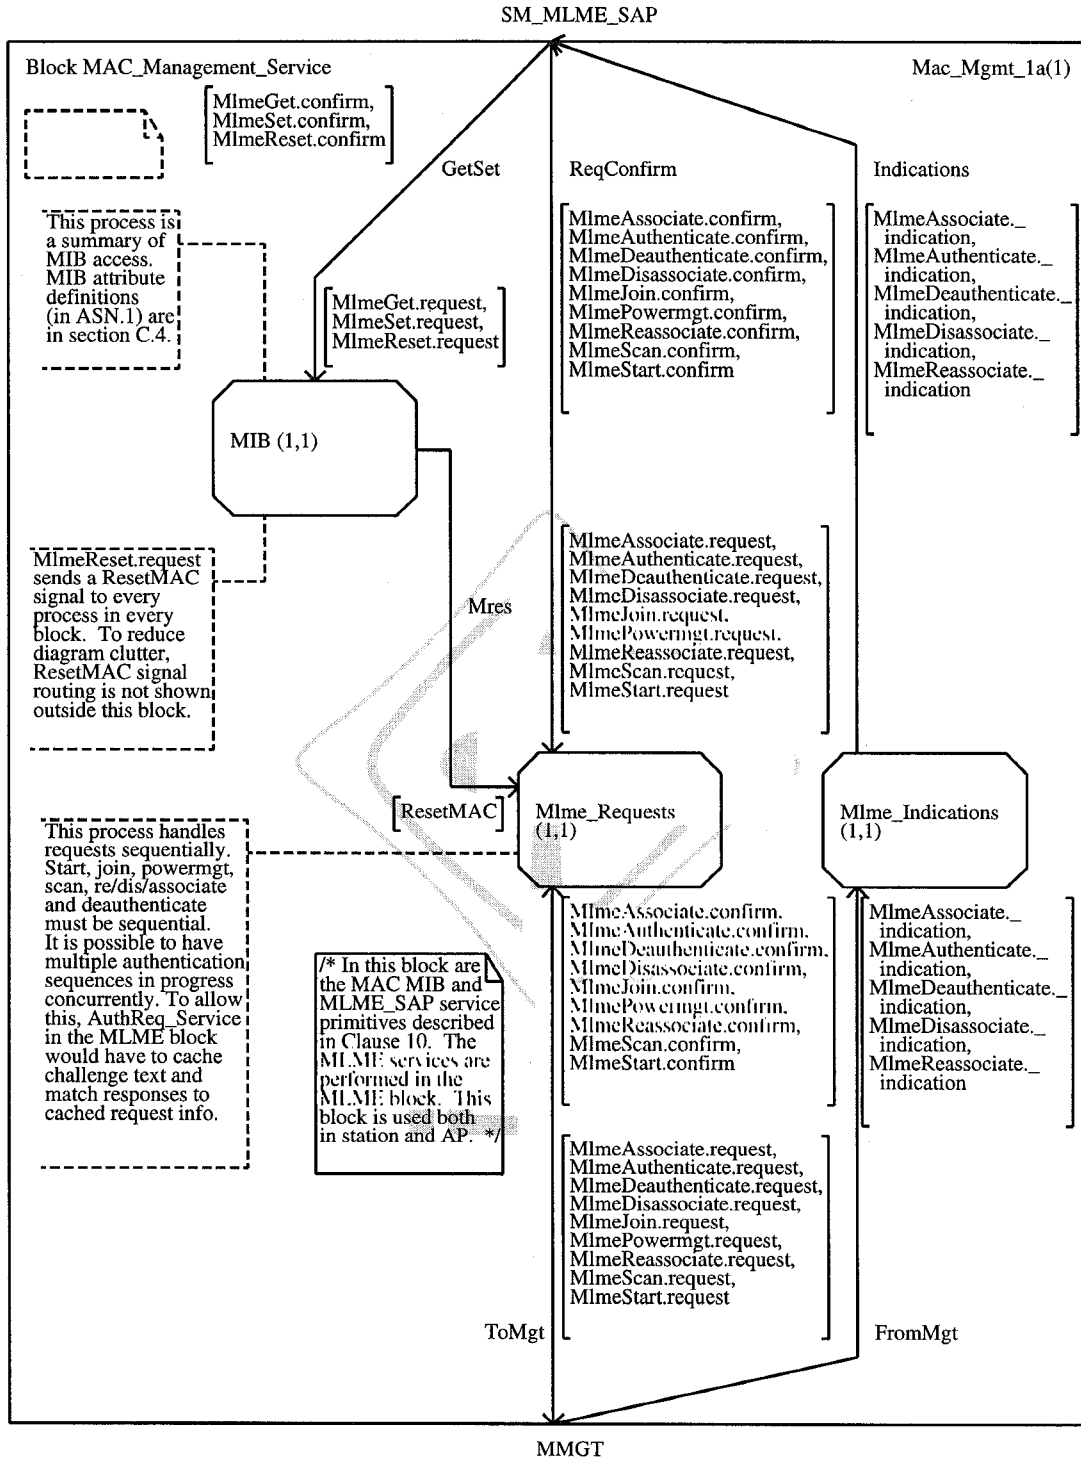 SM_MLME_SAP
Block MAC_Management_Service
Mac_Mgmt_1a(1)
MlmeGet.confirm,
MlmeSet.confirm,
MlmeReset.confirm
GetSet
ReqConfirm
Indications
This process is
a summary of
MIB access.
MIB attribute
definitions
(in ASN.1) are
in section C.4.
MlmeGet.request,
MlmeSet.request,
MlmeReset.request
MlmeAssociate.confirm,
MlmeAuthenticate.confirm,
MlmeDeauthenticate.confirm,
MlmeDisassociate.confirm,
MlmeJoin.confirm,
MlmePowermgt.confirm,
MlmeReassociate.confirm,
MlmeScan.confirm,
MlmeStart.confirm
MlmeAssociate._
indication,
MlmeAuthenticate._
indication,
MlmeDeauthenticate._
indication,
MlmeDisassociate._
indication,
MlmeReassociate._
indication
MIB (1,1)
MlmeReset.request
sends a ResetMAC
signal to every
process in every
block. To reduce
diagram clutter,
ResetMAC signal
routing is not shown
outside this block.
Mres
MlmeAssociate.request,
MlmeAuthenticate.request,
MlmeDeauthenticate.request,
MlmeDisassociate.request,
MlmeJoin.request,
MlmePowermgt.request,
MlmeReassociate.request,
MlmeScan.request,
MlmeStart.request
[ResetMAC]
Mlme_Requests
(1,1)
Mlme_Indications
(1,1)
This process handles
requests sequentially.
Start, join, powermgt,
scan, re/dis/associate
and deauthenticate
must be sequential.
It is possible to have
multiple authentication
sequences in progress
concurrently. To allow
this, AuthReq_Service
in the MLME block
would have to cache
challenge text and
match responses to
cached request info.
/* In this block are
the MAC MIB and
MLME_SAP service
primitives described
in Clause 10. The
MLME services are
performed in the
MLME block. This
block is used both
in station and AP. */
MlmeAssociate.confirm,
MlmeAuthenticate.confirm,
MlmeDeauthenticate.confirm,
MlmeDisassociate.confirm,
MlmeJoin.confirm,
MlmePowermgt.confirm,
MlmeReassociate.confirm,
MlmeScan.confirm,
MlmeStart.confirm
MlmeAssociate._
indication,
MlmeAuthenticate._
indication,
MlmeDeauthenticate._
indication,
MlmeDisassociate._
indication,
MlmeReassociate._
indication
MlmeAssociate.request,
MlmeAuthenticate.request,
MlmeDeauthenticate.request,
MlmeDisassociate.request,
MlmeJoin.request,
MlmePowermgt.request,
MlmeReassociate.request,
MlmeScan.request,
MlmeStart.request
ToMgt
FromMgt
MMGT